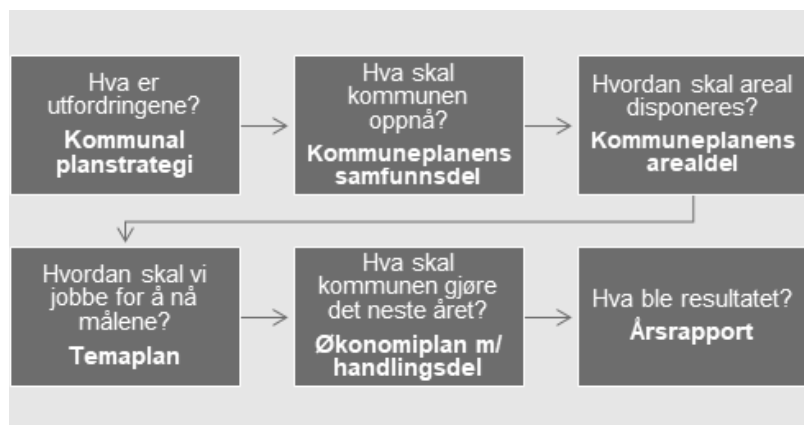 Hva er
utfordringene?
Kommunal
planstrategi
Hva skal
kommunen
oppnå?
Kommuneplanens
samfunnsdel
Hvordan skal areal
disponeres?
Kommuneplanens
arealdel
Hvordan skal vi
jobbe for å nå
målene?
Temaplan
Hva skal
kommunen gjøre
det neste året?
Økonomiplan m/
handlingsdel
Hva ble resultatet?
Årsrapport